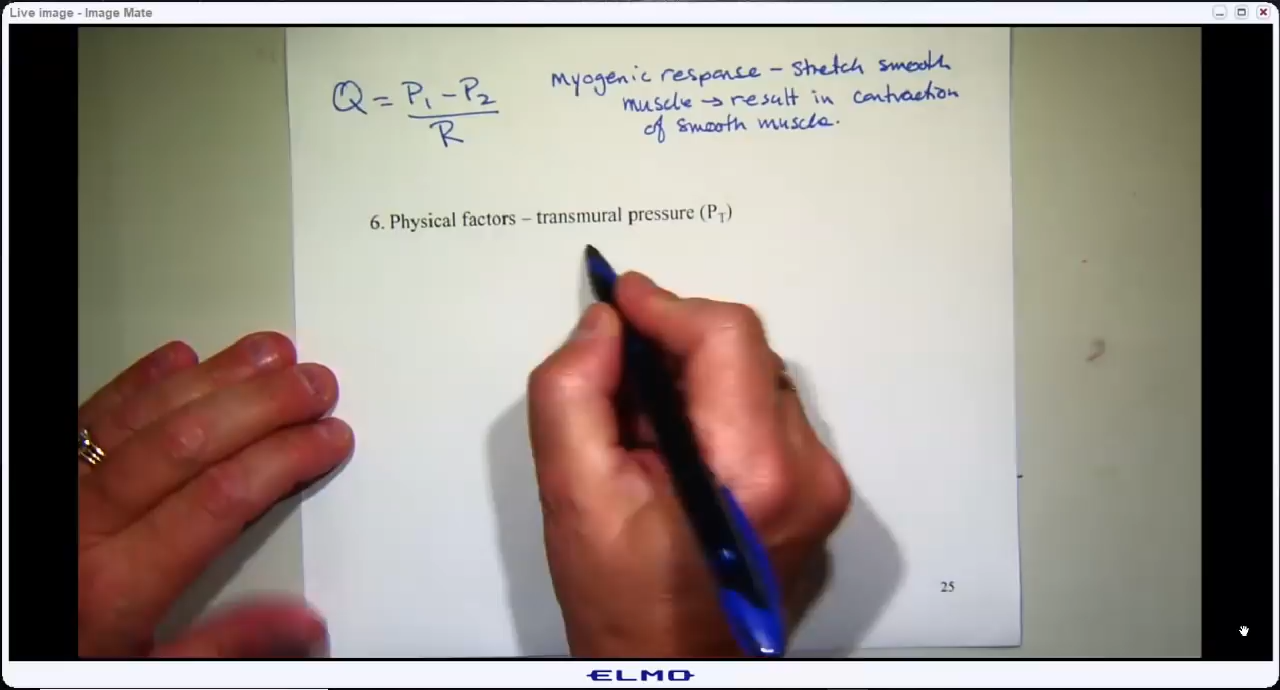 Live image - Image Mate
Q = P₁ - P₂
R
Myogenic response - stretch smooth
muscle → result in contraction
of smooth muscle.
6. Physical factors – transmural pressure (P_T)
25
ELMO